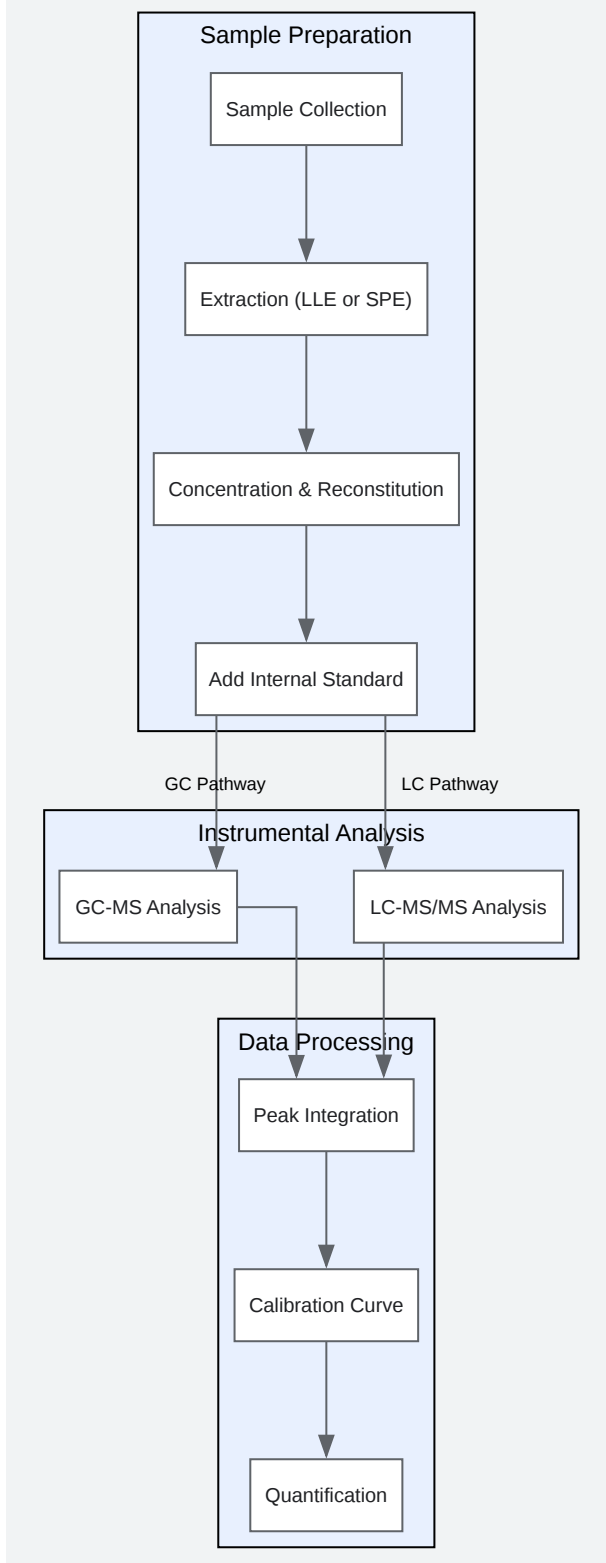 Sample Preparation
Sample Collection
Extraction (LLE or SPE)
Concentration & Reconstitution
Add Internal Standard
GC Pathway
LC Pathway
Instrumental Analysis
GC-MS Analysis
LC-MS/MS Analysis
Data Processing
Peak Integration
Calibration Curve
Quantification